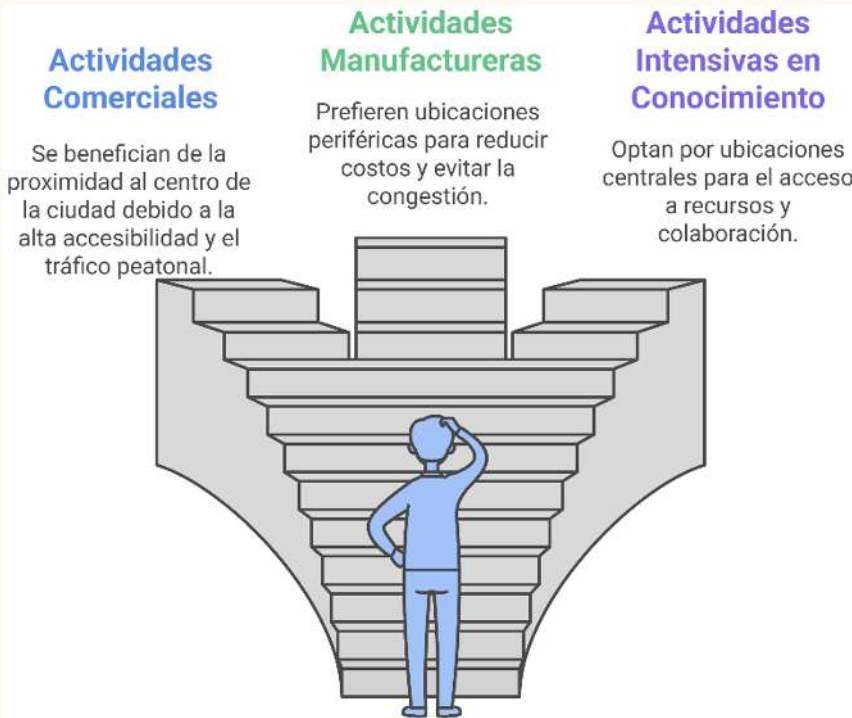 Actividades
Comerciales
Se benefician de la
proximidad al centro de
la ciudad debido a la
alta accesibilidad y el
tráfico peatonal.
Actividades
Manufactureras
Prefieren ubicaciones
periféricas para reducir
costos y evitar la
congestión.
Actividades
Intensivas en
Conocimiento
Optan por ubicaciones
centrales para el acceso
a recursos y
colaboración.